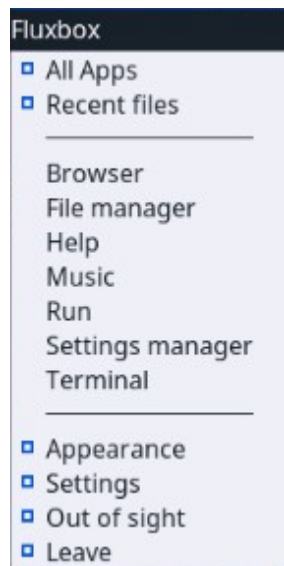 Fluxbox
All Apps
Recent files
Browser
File manager
Help
Music
Run
Settings manager
Terminal
Appearance
Settings
Out of sight
Leave